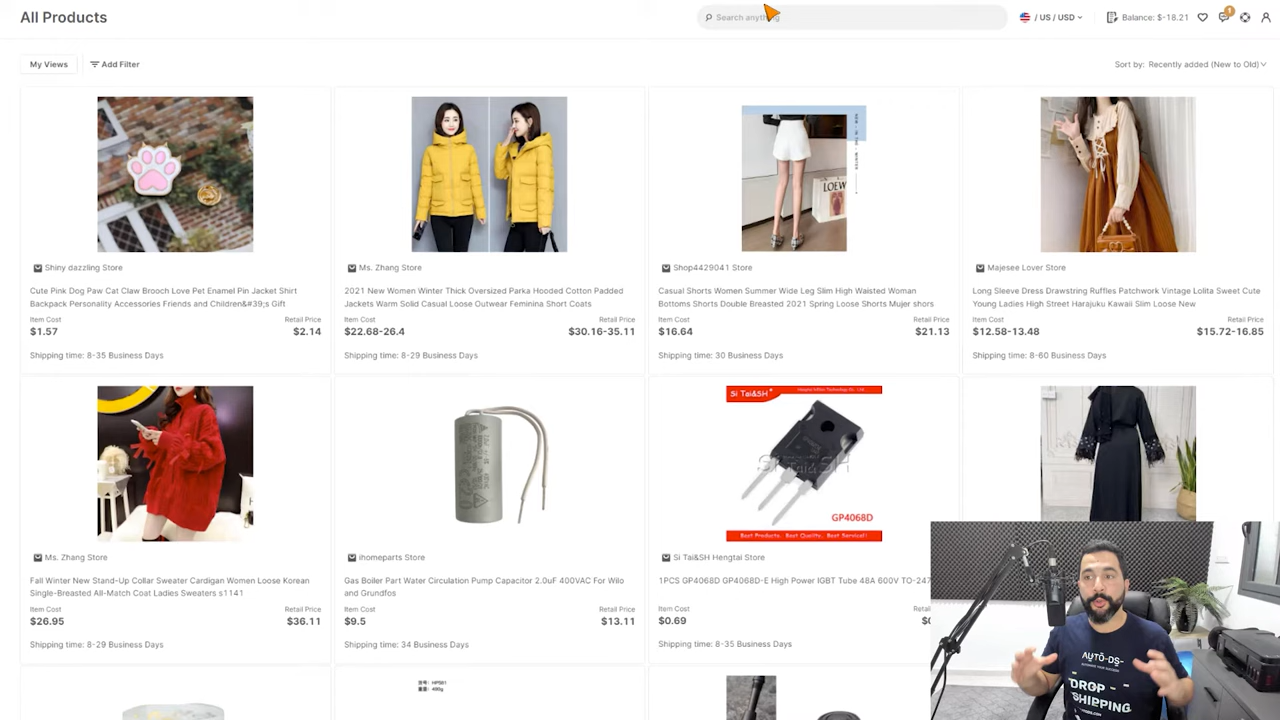 All Products
Search anything
/ US / USD
Balance: $-18.21
1
My Views
Add Filter
Sort by: Recently added (New to Old)
NEW · IN THE · WINTER
LOEW
Shiny dazzling Store
Cute Pink Dog Paw Cat Claw Brooch Love Pet Enamel Pin Jacket Shirt
Backpack Personality Accessories Friends and Children&#39;s Gift
Item Cost
Retail Price
$1.57
$2.14
Shipping time: 8-35 Business Days
Ms. Zhang Store
2021 New Women Winter Thick Oversized Parka Hooded Cotton Padded
Jackets Warm Solid Casual Loose Outwear Feminina Short Coats
Item Cost
Retail Price
$22.68-26.4
$30.16-35.11
Shipping time: 8-29 Business Days
Shop4429041 Store
Casual Shorts Women Summer Wide Leg Slim High Waisted Woman
Bottoms Shorts Double Breasted 2021 Spring Loose Shorts Mujer shors
Item Cost
Retail Price
$16.64
$21.13
Shipping time: 30 Business Days
Majesee Lover Store
Long Sleeve Dress Drawstring Ruffles Patchwork Vintage Lolita Sweet Cute
Young Ladies High Street Harajuku Kawaii Slim Loose New
Item Cost
Retail Price
$12.58-13.48
$15.72-16.85
Shipping time: 8-60 Business Days
Ms. Zhang Store
Fall Winter New Stand-Up Collar Sweater Cardigan Women Loose Korean
Single-Breasted All-Match Coat Ladies Sweaters s1141
Item Cost
Retail Price
$26.95
$36.11
Shipping time: 8-29 Business Days
ihomeparts Store
Gas Boiler Part Water Circulation Pump Capacitor 2.0uF 400VAC For Wilo
and Grundfos
Item Cost
Retail Price
$9.5
$13.11
Shipping time: 34 Business Days
Si Tai&SH
Si Tai&SH
GP4068D
Best Products. Best Quality. Best Service!
Si Tai&SH Hengtai Store
1PCS GP4068D GP4068D-E High Power IGBT Tube 48A 600V TO-247
Item Cost
$0.69
Shipping time: 8-35 Business Days
AUTO-DS
DROP
SHIPPING